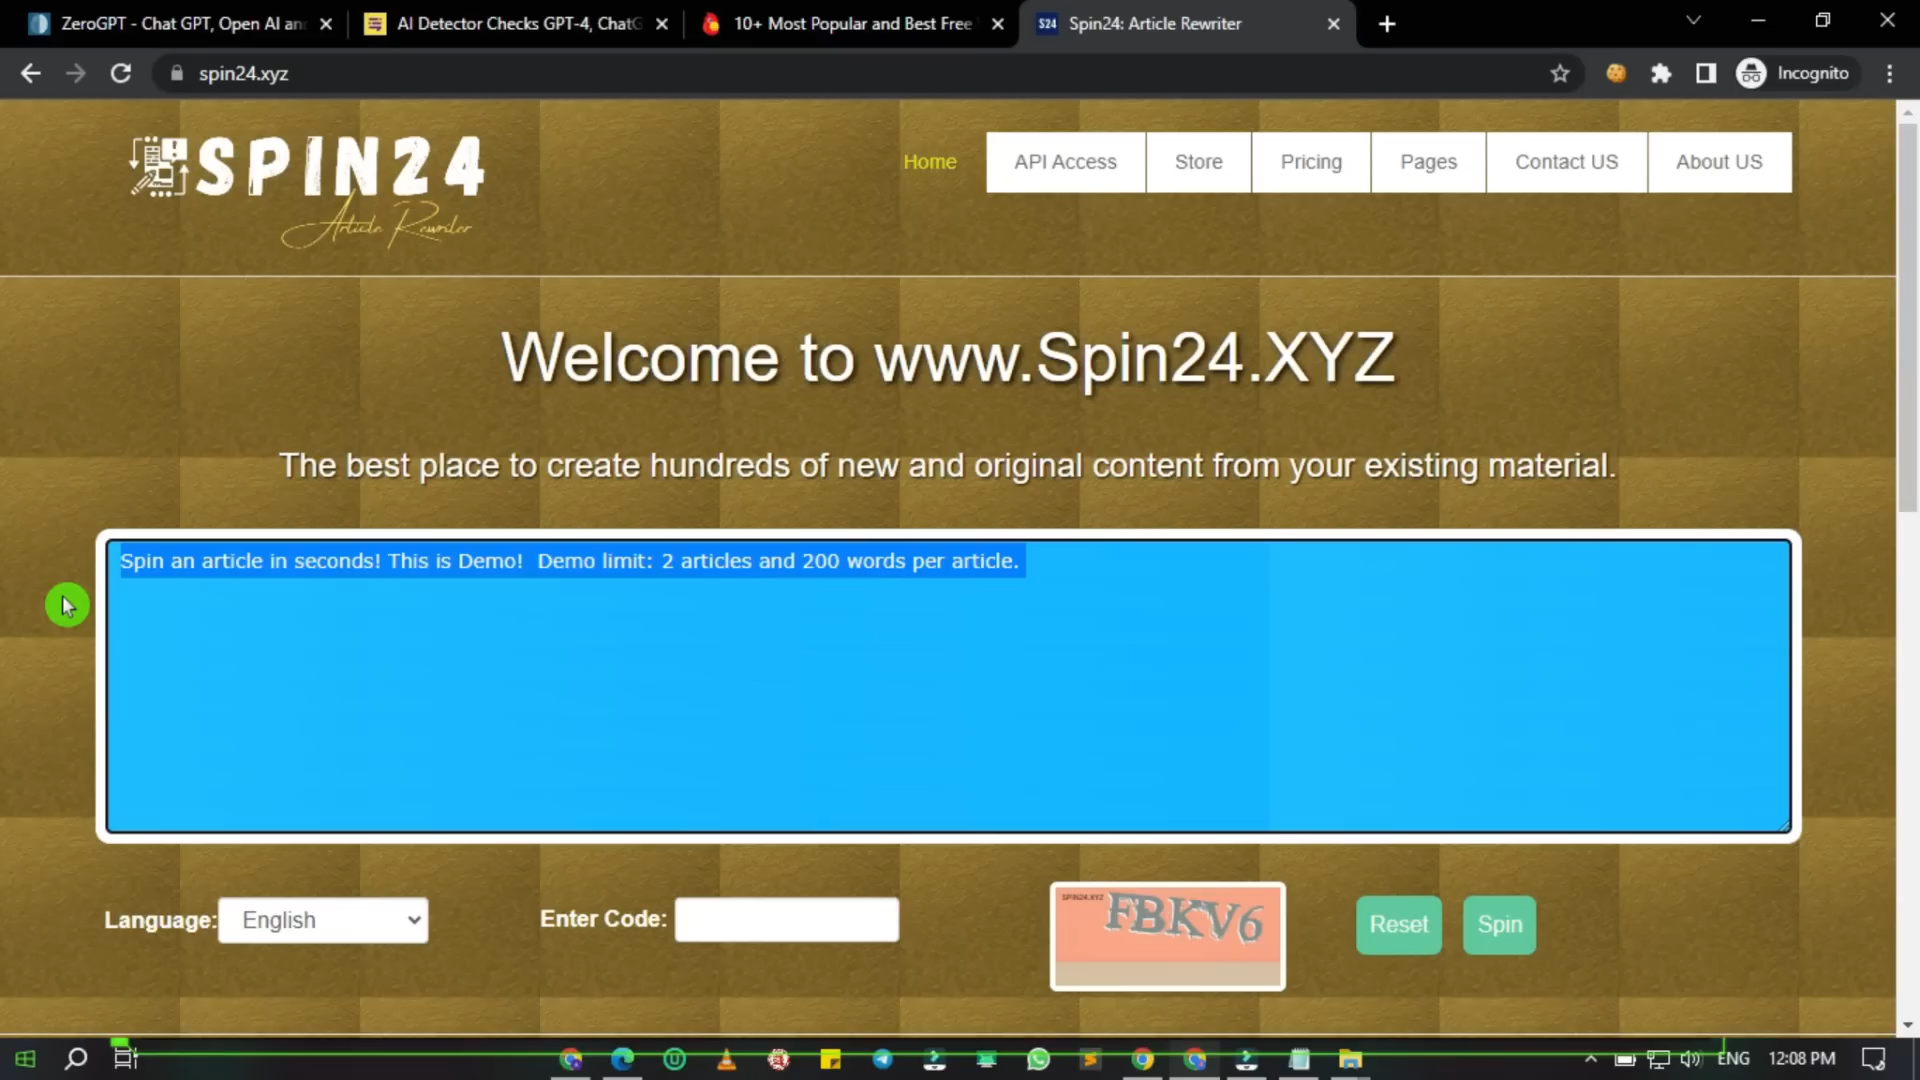 ZeroGPT - Chat GPT, Open AI an
AI Detector Checks GPT-4, ChatG
10+ Most Popular and Best Free
S24 Spin24: Article Rewriter
spin24.xyz
Incognito
SPIN24
Article Rewriter
Home
API Access
Store
Pricing
Pages
Contact US
About US
Welcome to www.Spin24.XYZ
The best place to create hundreds of new and original content from your existing material.
Spin an article in seconds! This is Demo!  Demo limit: 2 articles and 200 words per article.
Language: English
Enter Code:
SPIN24.XYZ
FBKV6
Reset
Spin
ENG
12:08 PM